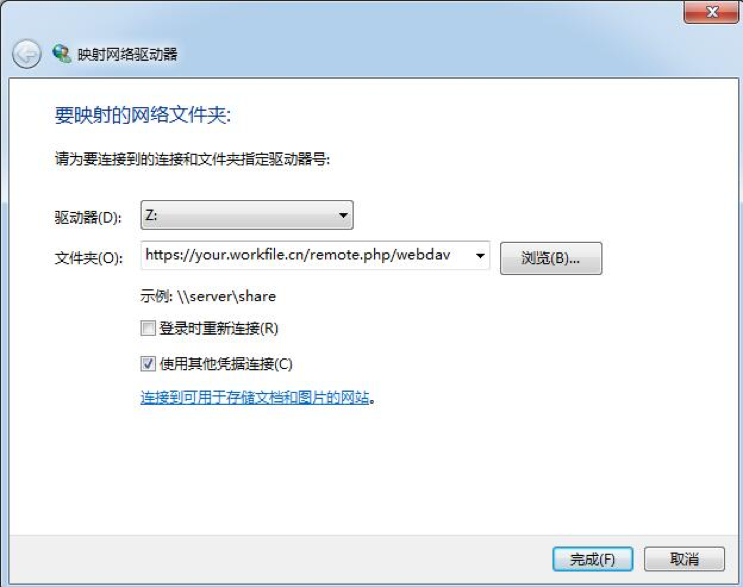 映射网络驱动器
要映射的网络文件夹:
请为要连接到的连接和文件夹指定驱动器号:
驱动器(D): Z:
文件夹(O): https://your.workfile.cn/remote.php/webdav 浏览(B)...
示例: \\server\share
登录时重新连接(R)
使用其他凭据连接(C)
连接到可用于存储文档和图片的网站。
完成(F) 取消